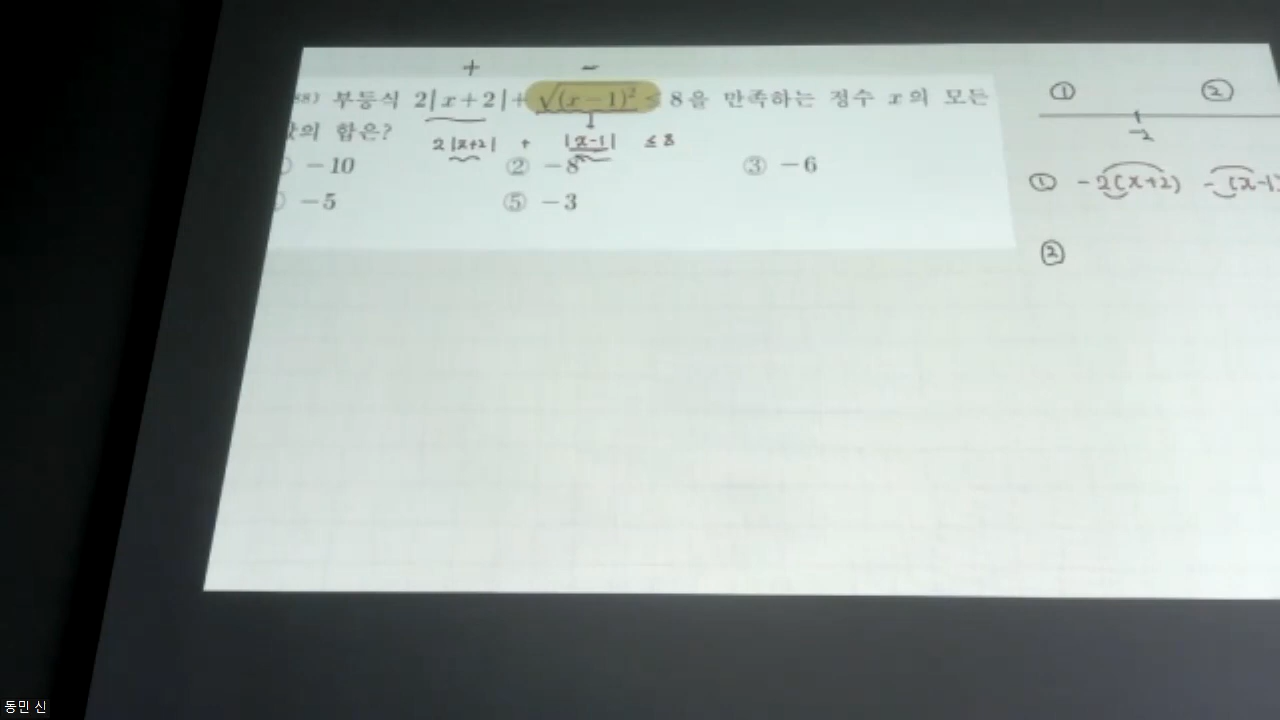 + −
88) 부등식 2|x+2|+√(x−1)² ≤ 8을 만족하는 정수 x의 모든
값의 합은?
2|x+2| + |x-1| ≤ 8
−10 ② −8 ③ −6
−5 ⑤ −3
① ②
-2
① -2(x+2) -(x-1)
②
동민 신